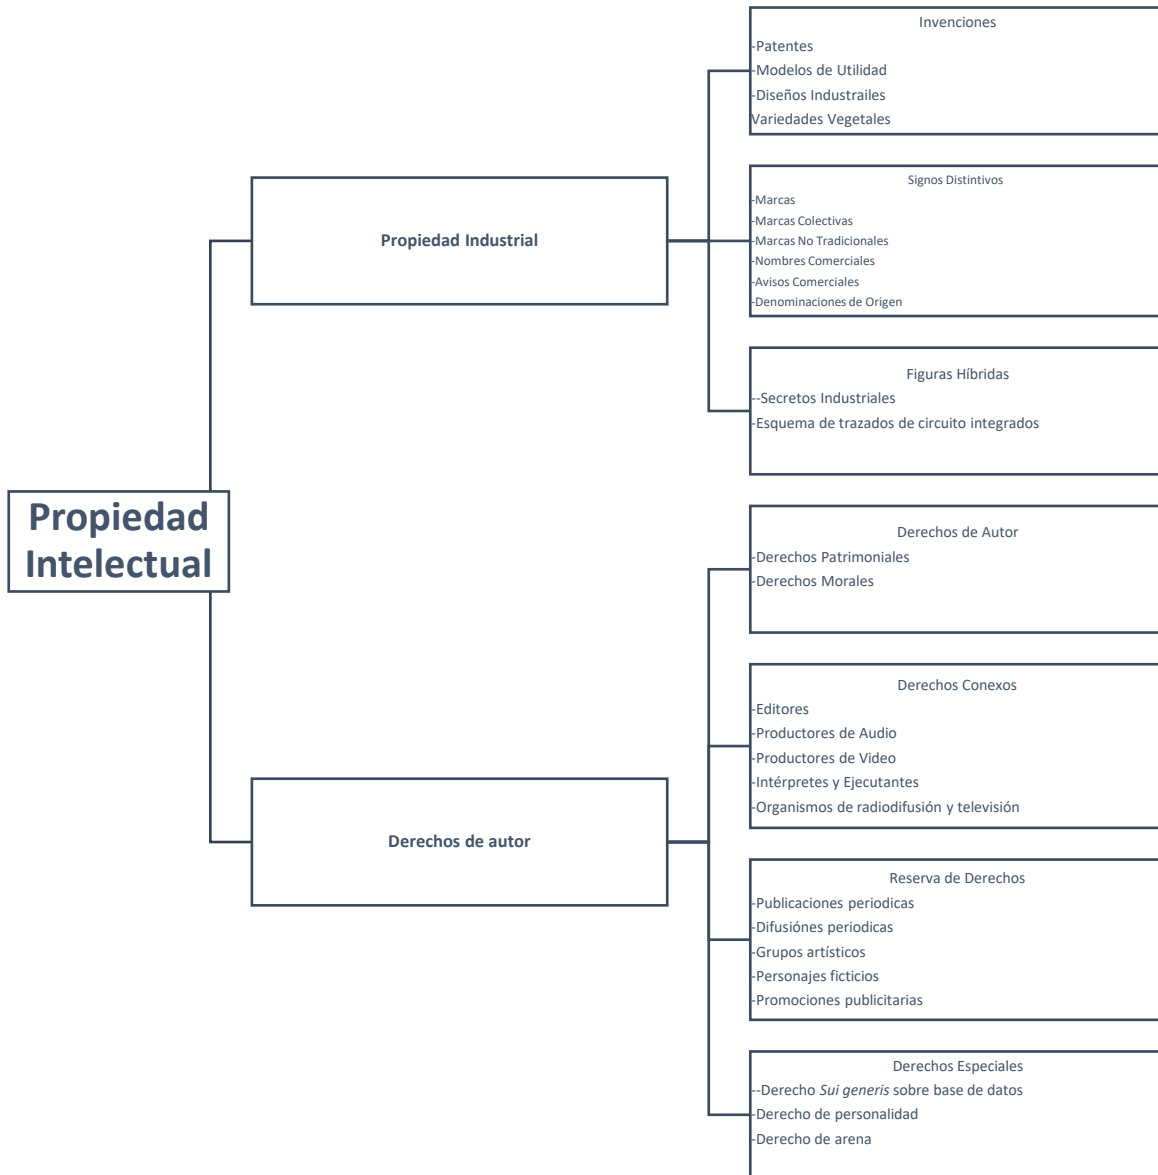 Propiedad
Intelectual
Propiedad Industrial
Invenciones
-Patentes
-Modelos de Utilidad
-Diseños Industrailes
Variedades Vegetales
Signos Distintivos
-Marcas
-Marcas Colectivas
-Marcas No Tradicionales
-Nombres Comerciales
-Avisos Comerciales
-Denominaciones de Origen
Figuras Híbridas
--Secretos Industriales
-Esquema de trazados de circuito integrados
Derechos de autor
Derechos de Autor
-Derechos Patrimoniales
-Derechos Morales
Derechos Conexos
-Editores
-Productores de Audio
-Productores de Video
-Intérpretes y Ejecutantes
-Organismos de radiodifusión y televisión
Reserva de Derechos
-Publicaciones periodicas
-Difusiónes periodicas
-Grupos artísticos
-Personajes ficticios
-Promociones publicitarias
Derechos Especiales
--Derecho Sui generis sobre base de datos
-Derecho de personalidad
-Derecho de arena